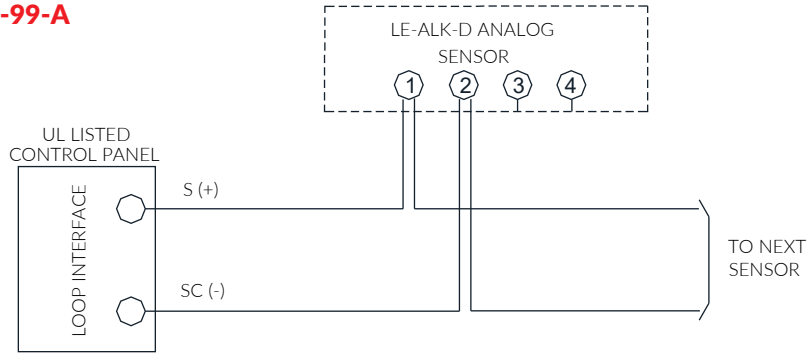 -99-A
LE-ALK-D ANALOG
SENSOR
1 2 3 4
UL LISTED
CONTROL PANEL
LOOP INTERFACE
S (+)
SC (-)
TO NEXT
SENSOR